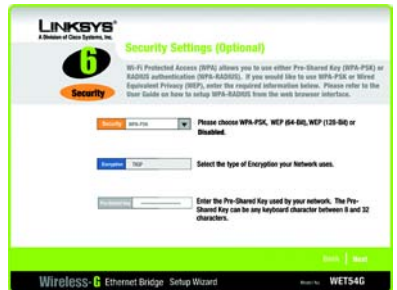 LINKSYS®
A Division of Cisco Systems, Inc.
6
Security
Security Settings (Optional)
Wi-Fi Protected Access (WPA) allows you to use either Pre-Shared Key (WPA-PSK) or
RADIUS authentication (WPA-RADIUS). If you would like to use WPA-PSK or Wired
Equivalent Privacy (WEP), enter the required information below. Please refer to the
User Guide on how to setup WPA-RADIUS from the web browser interface.
Security WPA-PSK
Please choose WPA-PSK, WEP (64-Bit), WEP (128-Bit) or
Disabled.
Encryption TKIP
Select the type of Encryption your Network uses.
Pre-Shared Key
Enter the Pre-Shared Key used by your network. The Pre-
Shared Key can be any keyboard character between 8 and 32
characters.
Back | Next
Wireless-G Ethernet Bridge Setup Wizard
Model No. WET54G